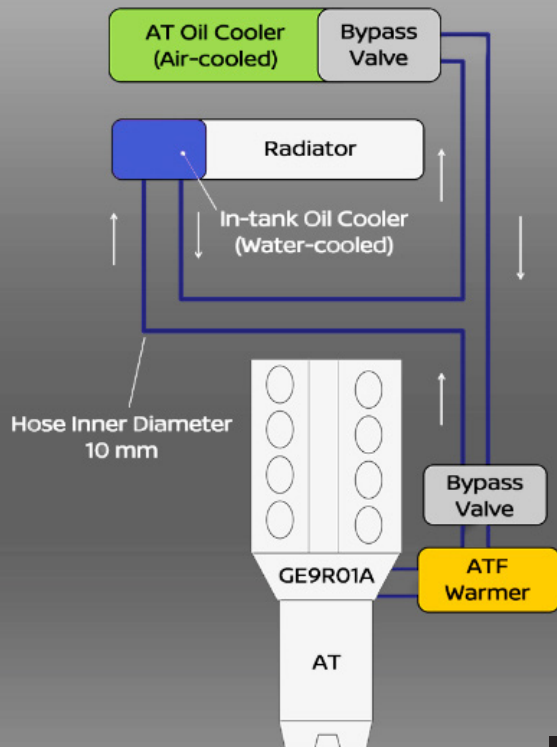 AT Oil Cooler
(Air-cooled)
Bypass
Valve
Radiator
In-tank Oil Cooler
(Water-cooled)
Hose Inner Diameter
10 mm
Bypass
Valve
GE9R01A
ATF
Warmer
AT